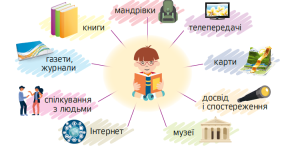 мандрівки
книги
телепередачі
газети,
журнали
карти
спілкування
з людьми
досвід
і спостереження
Інтернет
музеї